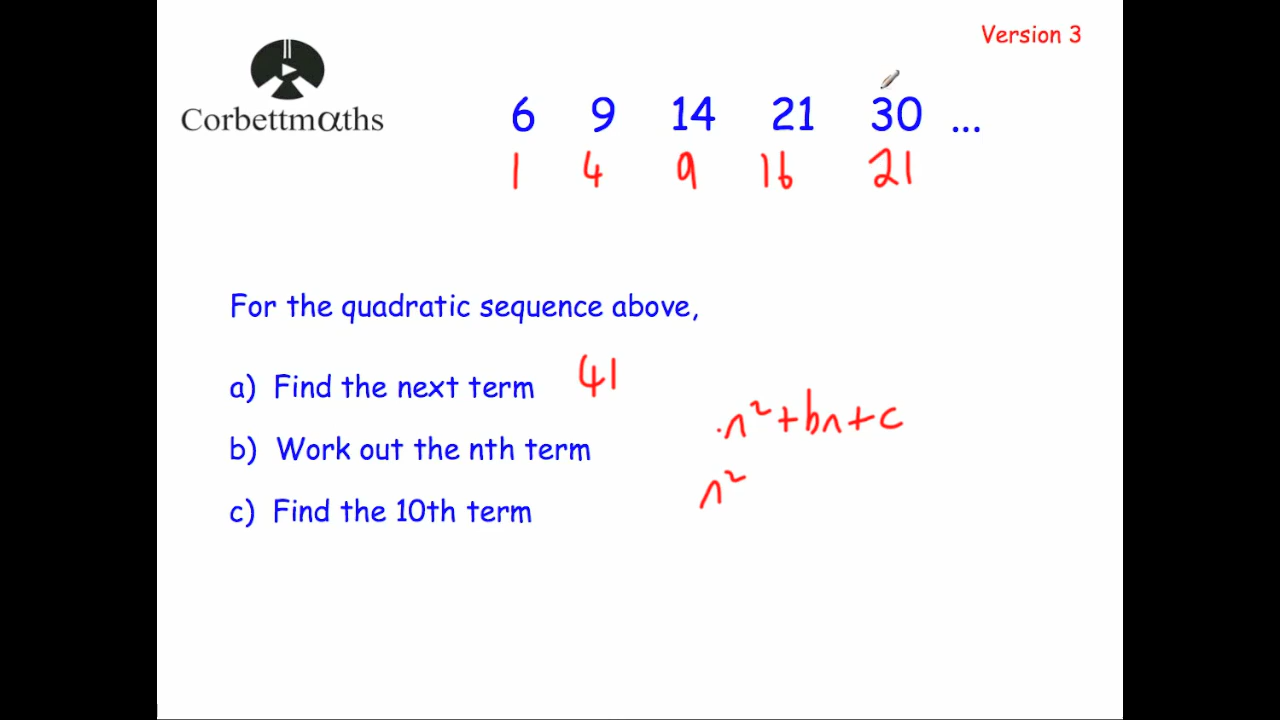 Version 3
Corbettmαths
6 9 14 21 30 ...
1 4 9 16 21
For the quadratic sequence above,
a) Find the next term 41
n² + bn + c
b) Work out the nth term
n²
c) Find the 10th term